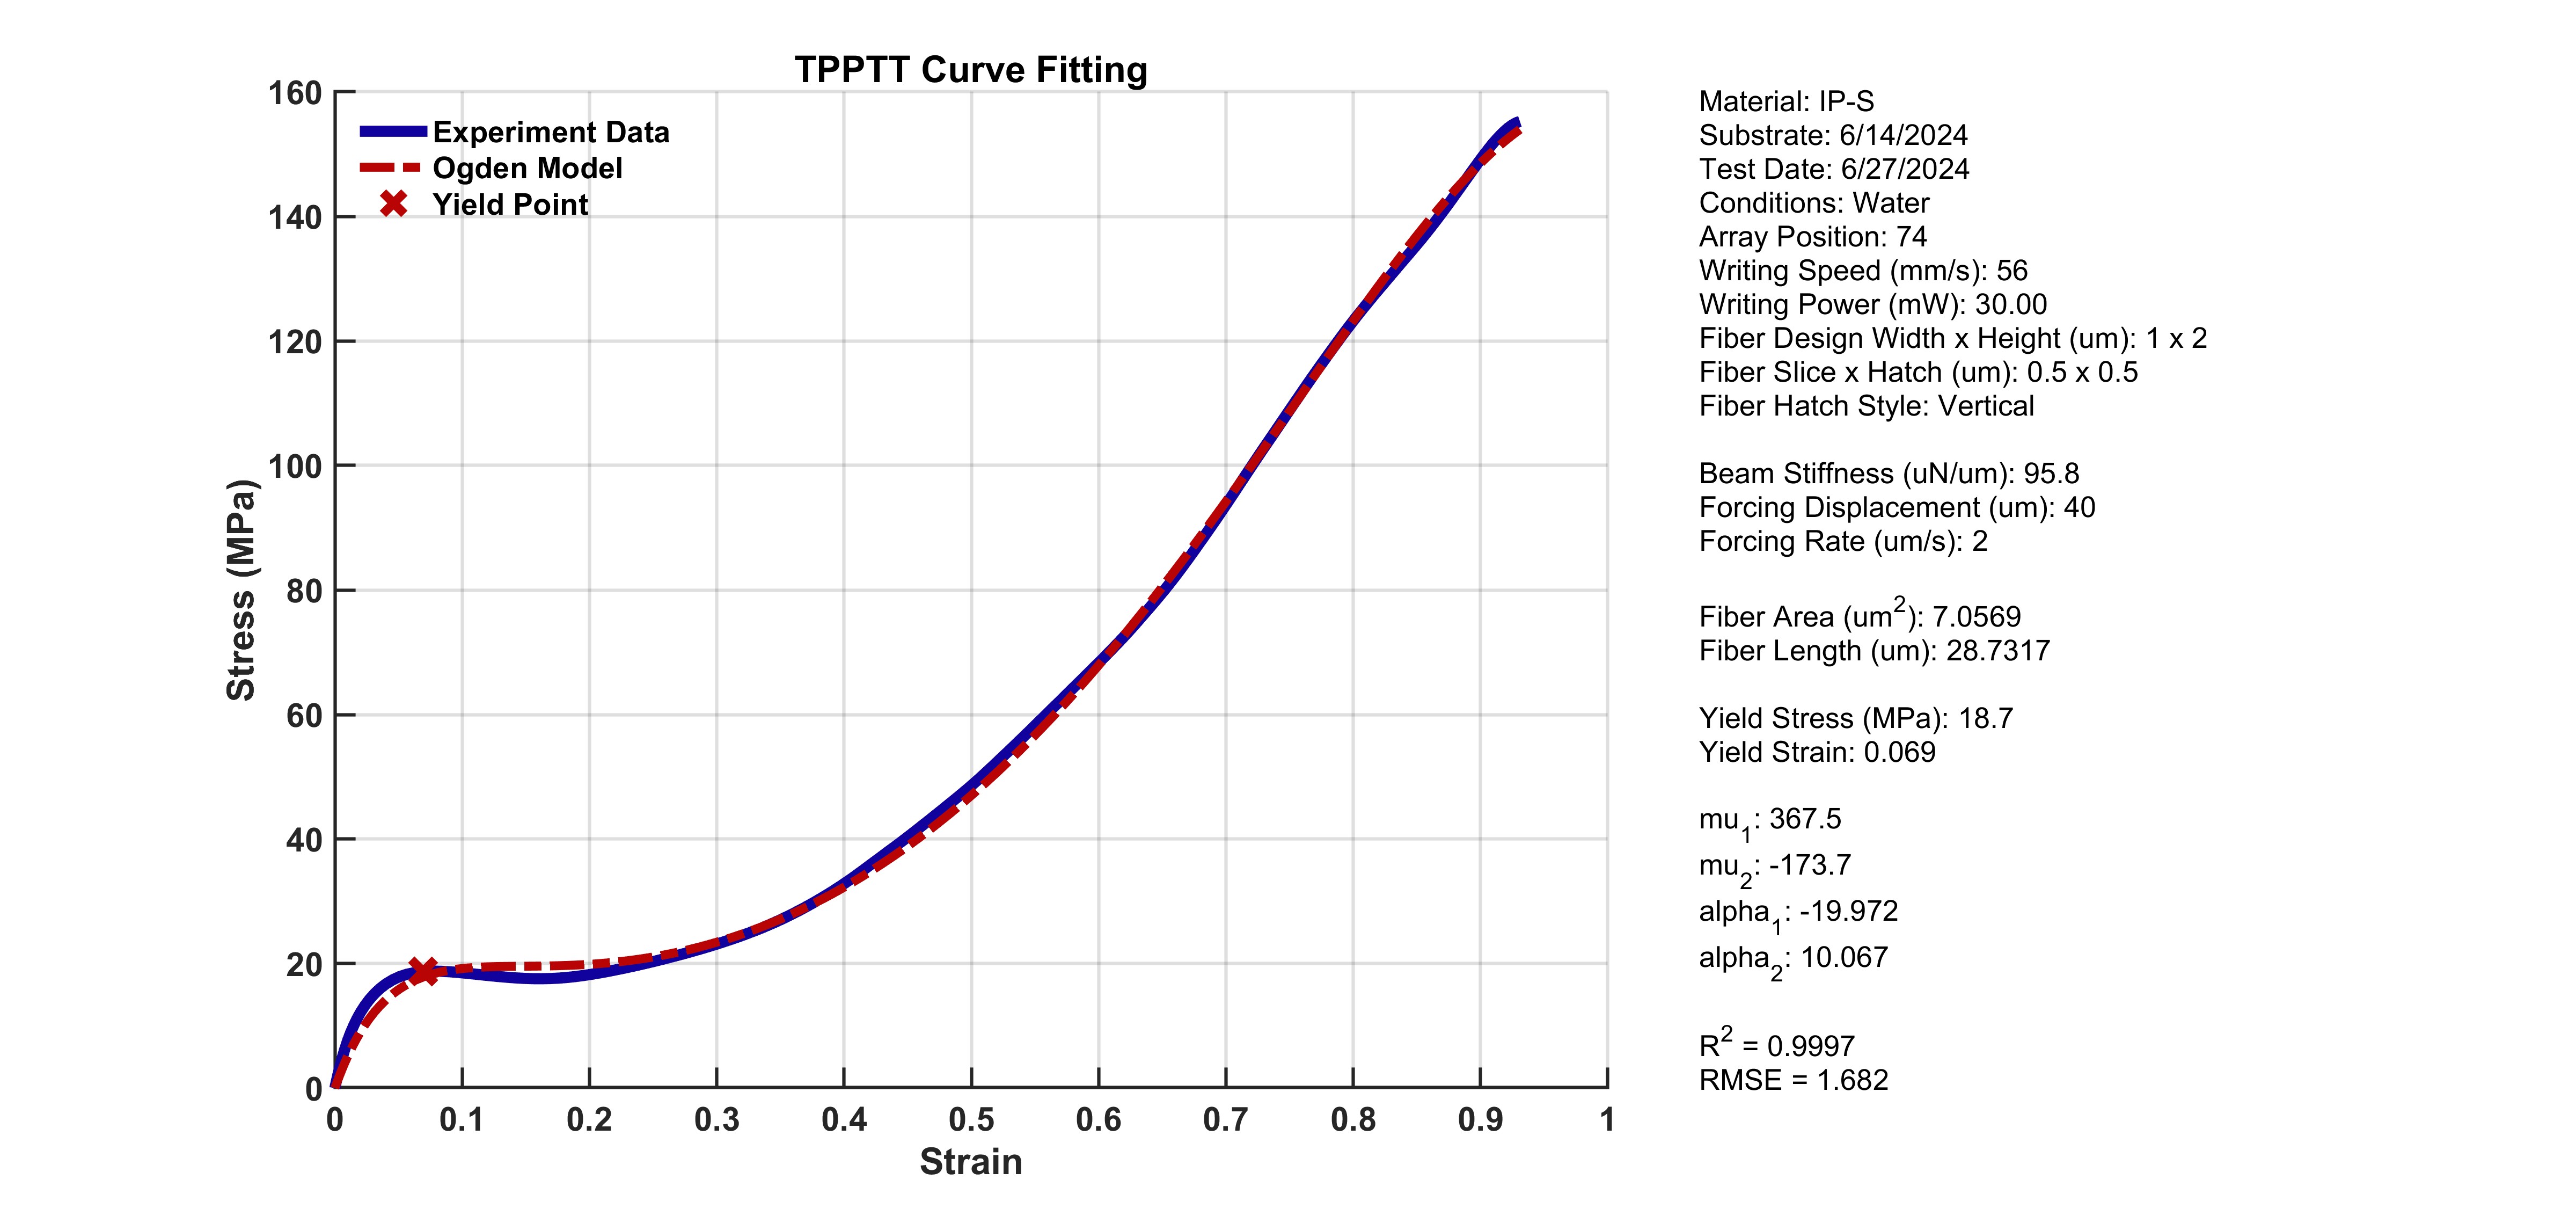 TPPTT Curve Fitting
160
140
120
100
80
60
40
20
0
Stress (MPa)
Experiment Data
Ogden Model
Yield Point
0 0.1 0.2 0.3 0.4 0.5 0.6 0.7 0.8 0.9 1
Strain
Material: IP-S
Substrate: 6/14/2024
Test Date: 6/27/2024
Conditions: Water
Array Position: 74
Writing Speed (mm/s): 56
Writing Power (mW): 30.00
Fiber Design Width x Height (um): 1 x 2
Fiber Slice x Hatch (um): 0.5 x 0.5
Fiber Hatch Style: Vertical
Beam Stiffness (uN/um): 95.8
Forcing Displacement (um): 40
Forcing Rate (um/s): 2
Fiber Area (um²): 7.0569
Fiber Length (um): 28.7317
Yield Stress (MPa): 18.7
Yield Strain: 0.069
mu₁: 367.5
mu₂: -173.7
alpha₁: -19.972
alpha₂: 10.067
R² = 0.9997
RMSE = 1.682